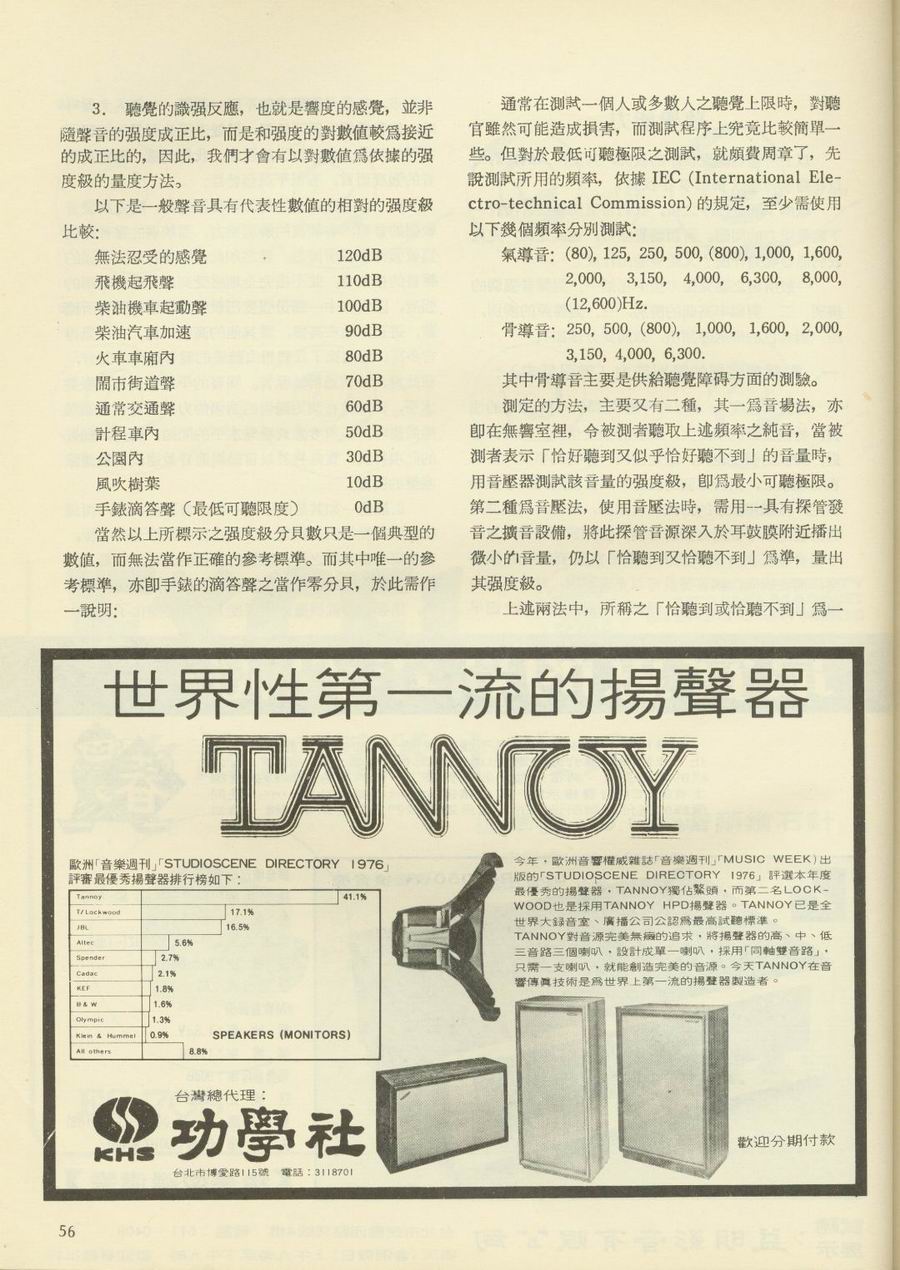 3. 聽覺的識强反應，也就是響度的感覺，並非
隨聲音的强度成正比，而是和强度的對數值較爲接近
的成正比的，因此，我們才會有以對數值爲依據的强
度級的量度方法。
以下是一般聲音具有代表性數值的相對的强度級
比較:
無法忍受的感覺 120dB
飛機起飛聲 110dB
柴油機車起動聲 100dB
柴油汽車加速 90dB
火車車廂內 80dB
鬧市街道聲 70dB
通常交通聲 60dB
計程車內 50dB
公園內 30dB
風吹樹葉 10dB
手錶滴答聲（最低可聽限度） 0dB
當然以上所標示之强度級分貝數只是一個典型的
數值，而無法當作正確的參考標準。而其中唯一的參
考標準，亦卽手錶的滴答聲之當作零分貝，於此需作
一說明:
通常在測試一個人或多數人之聽覺上限時，對聽
官雖然可能造成損害，而測試程序上究竟比較簡單一
些。但對於最低可聽極限之測試，就頗費周章了，先
說測試所用的頻率，依據 IEC (International Ele-
ctro-technical Commission) 的規定，至少需使用
以下幾個頻率分別測試:
氣導音: (80), 125, 250, 500, (800), 1,000, 1,600,
2,000, 3,150, 4,000, 6,300, 8,000,
(12,600)Hz.
骨導音: 250, 500, (800), 1,000, 1,600, 2,000,
3,150, 4,000, 6,300.
其中骨導音主要是供給聽覺障碍方面的測驗。
測定的方法，主要又有二種，其一爲音場法，亦
卽在無響室裡，令被測者聽取上述頻率之純音，當被
測者表示「恰好聽到又似乎恰好聽不到」的音量時，
用音壓器測試該音量的强度級，卽爲最小可聽極限。
第二種爲音壓法，使用音壓法時，需用一具有探管發
音之擴音設備，將此探管音源深入於耳鼓膜附近播出
微小的音量，仍以「恰聽到又恰聽不到」爲準，量出
其强度級。
上述兩法中，所稱之「恰聽到或恰聽不到」爲一
世界性第一流的揚聲器
TANNOY
歐洲「音樂週刊」「STUDIOSCENE DIRECTORY 1976」
評審最優秀揚聲器排行榜如下：
Tannoy 41.1%
T/Lockwood 17.1%
JBL 16.5%
Altec 5.6%
Spender 2.7%
Cadac 2.1%
KEF 1.8%
B & W 1.6%
Olympic 1.3%
Klein & Hummel 0.9% SPEAKERS (MONITORS)
All others 8.8%
今年，歐洲音響權威雜誌「音樂週刊」「MUSIC WEEK）出
版的「STUDIOSCENE DIRECTORY 1976」評選本年度
最優秀的揚聲器，TANNOY獨佔鰲頭，而第二名LOCK-
WOOD也是採用TANNOY HPD揚聲器。TANNOY已是全
世界大錄音室、廣播公司公認爲最高試聽標準。
TANNOY對音源完美無癥的追求，將揚聲器的高、中、低
三音路三個喇叭，設計成單一喇叭，採用「同軸雙音路」，
只需一支喇叭，就能創造完美的音源。今天TANNOY在音
響傳眞技術是爲世界上第一流的揚聲器製造者。
台灣總代理：
KHS 功學社
台北市博愛路115號 電話：3118701
歡迎分期付款
56